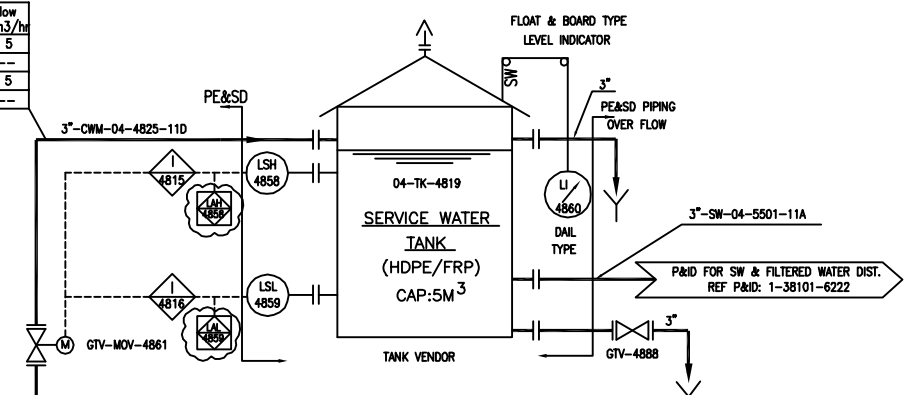 low
m3/hr
5
--
5
--
FLOAT & BOARD TYPE
LEVEL INDICATOR
SW
3"
PE&SD
PE&SD PIPING
OVER FLOW
3"-CWM-04-4825-11D
I
4815
LSH
4858
LAH
4858
04-TK-4819
LI
4860
DAIL
TYPE
SERVICE WATER
TANK
(HDPE/FRP)
CAP:5M3
3"-SW-04-5501-11A
P&ID FOR SW & FILTERED WATER DIST.
REF P&ID: 1-38101-6222
I
4816
LSL
4859
LAL
4859
M
GTV-MOV-4861
TANK VENDOR
3"
GTV-4888